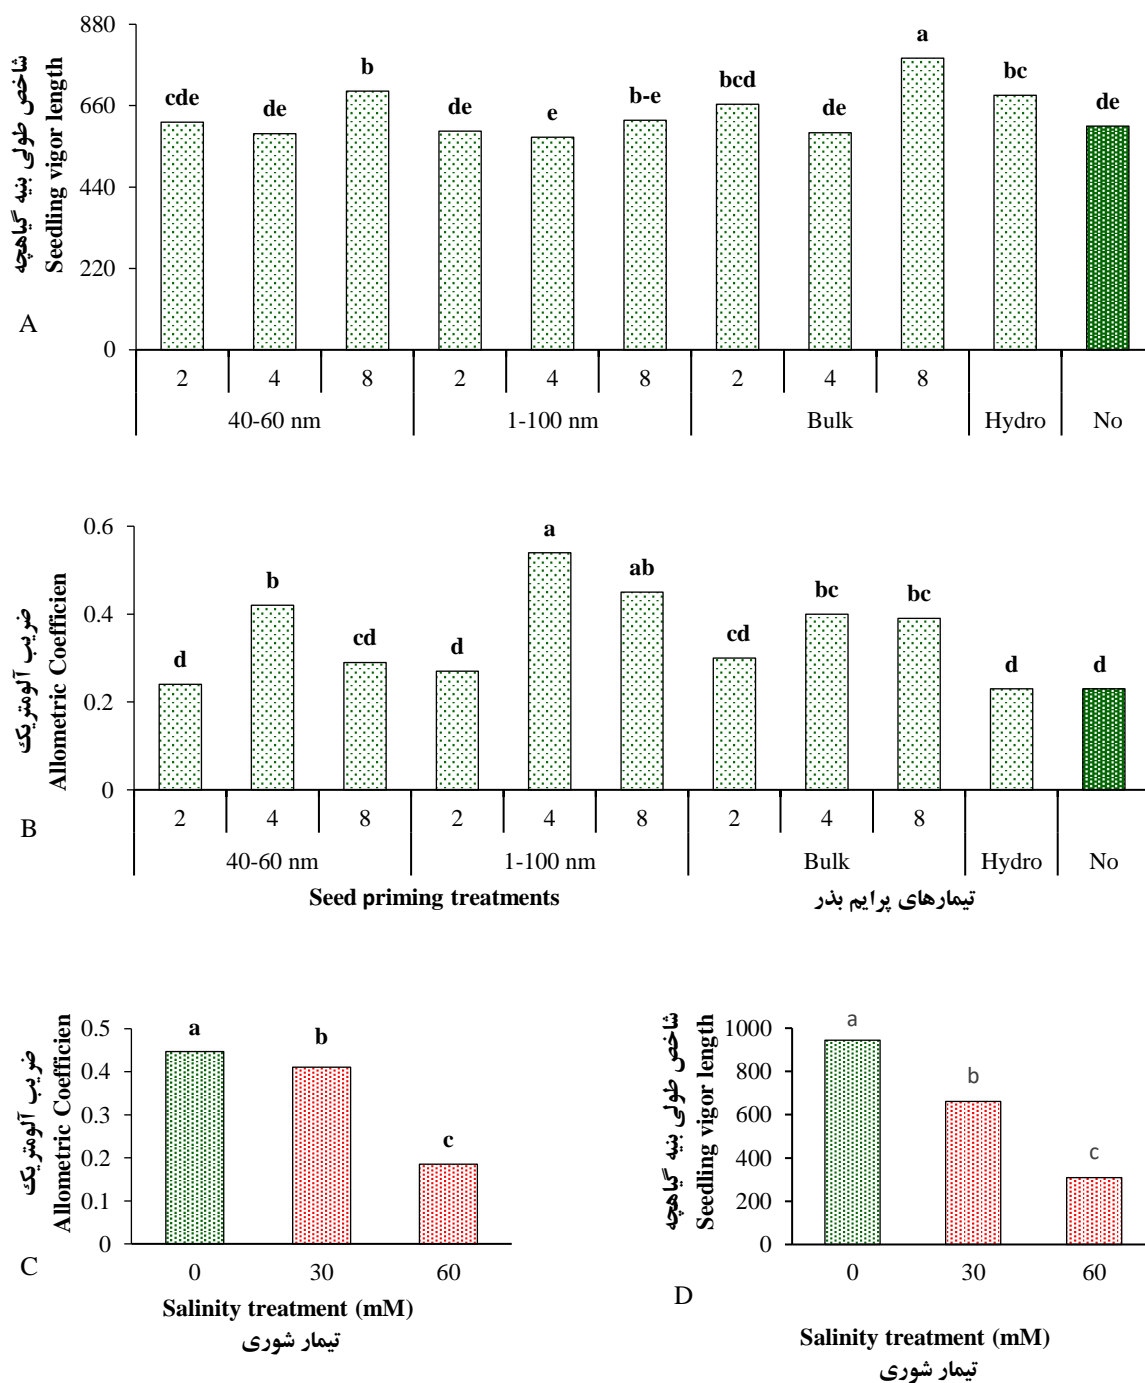 شاخص طولی بنیه گیاهچه
Seedling vigor length
880
660
440
220
0
cde
de
b
de
e
b-e
bcd
de
a
bc
de
2
4
8
2
4
8
2
4
8
40-60 nm
1-100 nm
Bulk
Hydro
No
A
ضریب آلومتریک
Allometric Coefficien
0.6
0.4
0.2
0
d
b
cd
d
a
ab
cd
bc
bc
d
d
2
4
8
2
4
8
2
4
8
40-60 nm
1-100 nm
Bulk
Hydro
No
B
Seed priming treatments
تیمارهای پرایم بذر
ضریب آلومتریک
Allometric Coefficien
0.5
0.4
0.3
0.2
0.1
0
a
b
c
0
30
60
C
Salinity treatment (mM)
تیمار شوری
شاخص طولی بنیه گیاهچه
Seedling vigor length
1000
800
600
400
200
0
a
b
c
0
30
60
D
Salinity treatment (mM)
تیمار شوری